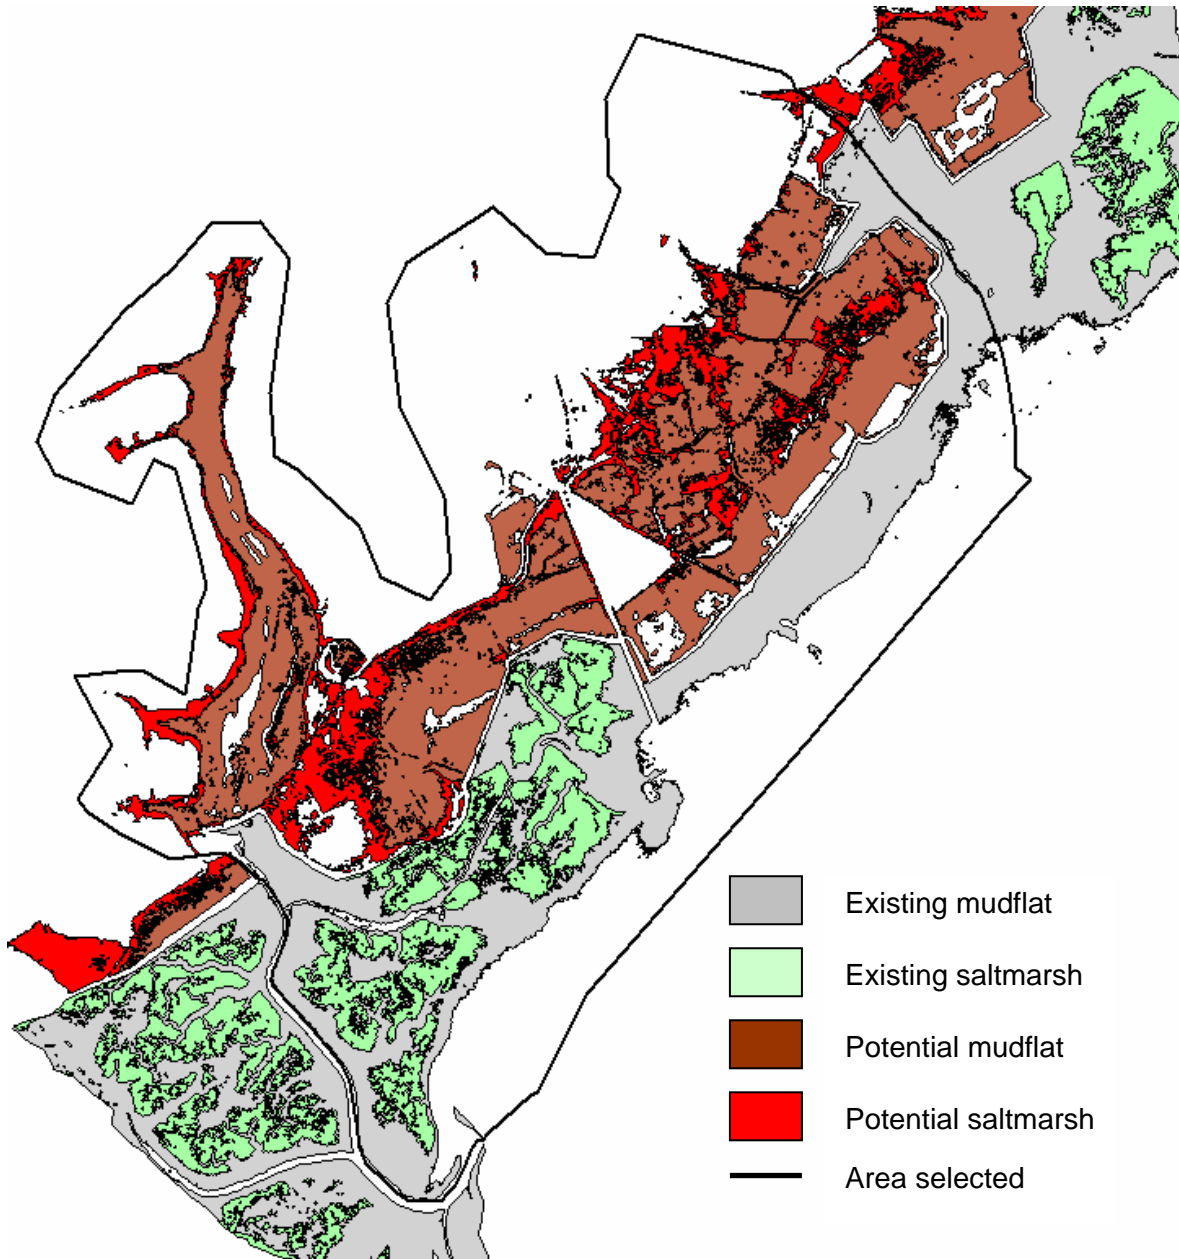 Existing mudflat
Existing saltmarsh
Potential mudflat
Potential saltmarsh
Area selected